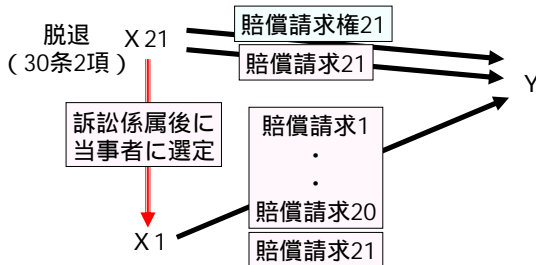 脱退
(30条2項)
X21
賠償請求権21
賠償請求21
Y
訴訟係属後に
当事者に選定
賠償請求1
・
・
賠償請求20
X1
賠償請求21